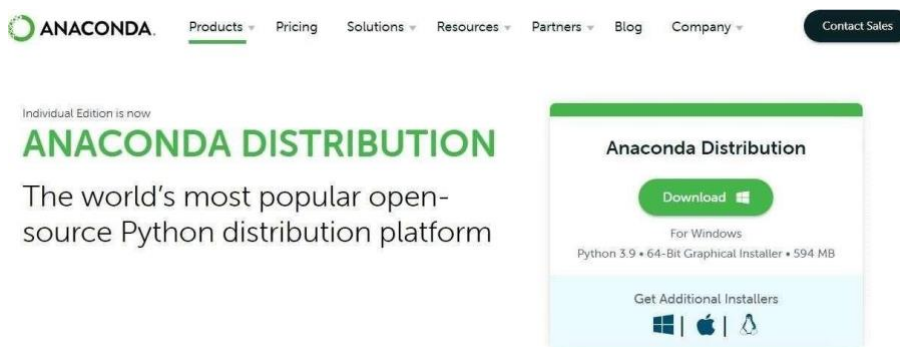 ANACONDA.
Products Pricing Solutions Resources Partners Blog Company Contact Sales
Individual Edition is now
ANACONDA DISTRIBUTION
The world's most popular open-
source Python distribution platform
Anaconda Distribution
Download
For Windows
Python 3.9 • 64-Bit Graphical Installer • 594 MB
Get Additional Installers